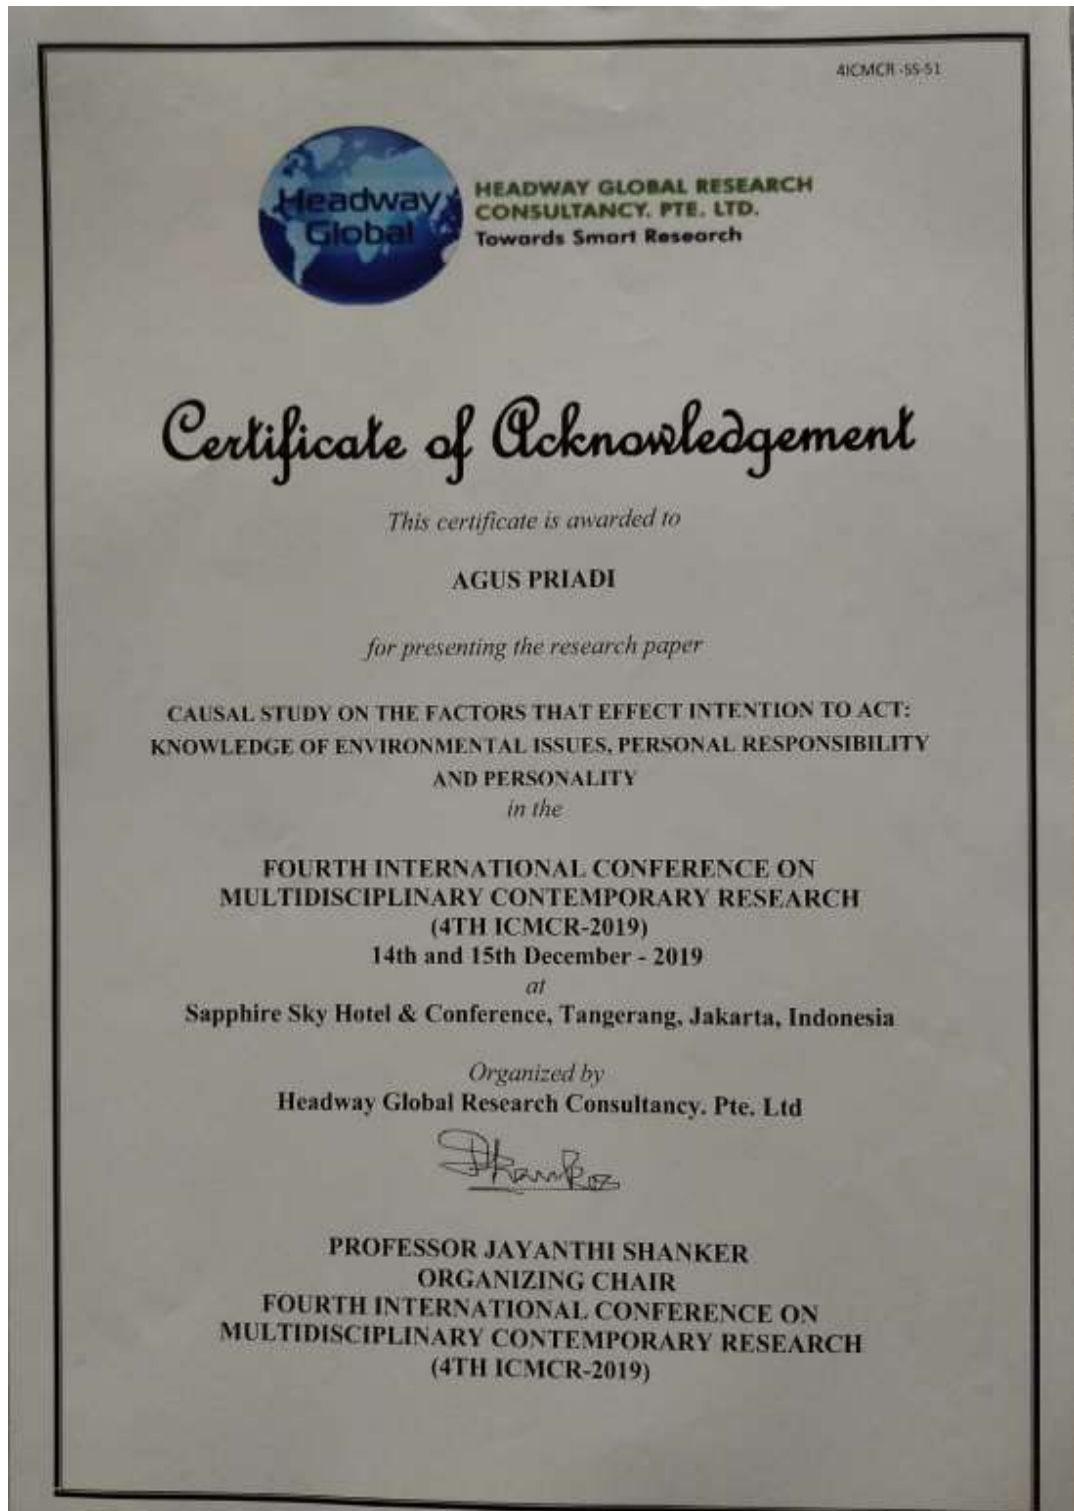 4ICMCR -SS-51
Headway
Global
HEADWAY GLOBAL RESEARCH
CONSULTANCY. PTE. LTD.
Towards Smart Research
Certificate of Acknowledgement
This certificate is awarded to
AGUS PRIADI
for presenting the research paper
CAUSAL STUDY ON THE FACTORS THAT EFFECT INTENTION TO ACT:
KNOWLEDGE OF ENVIRONMENTAL ISSUES, PERSONAL RESPONSIBILITY
AND PERSONALITY
in the
FOURTH INTERNATIONAL CONFERENCE ON
MULTIDISCIPLINARY CONTEMPORARY RESEARCH
(4TH ICMCR-2019)
14th and 15th December - 2019
at
Sapphire Sky Hotel & Conference, Tangerang, Jakarta, Indonesia
Organized by
Headway Global Research Consultancy. Pte. Ltd
PROFESSOR JAYANTHI SHANKER
ORGANIZING CHAIR
FOURTH INTERNATIONAL CONFERENCE ON
MULTIDISCIPLINARY CONTEMPORARY RESEARCH
(4TH ICMCR-2019)